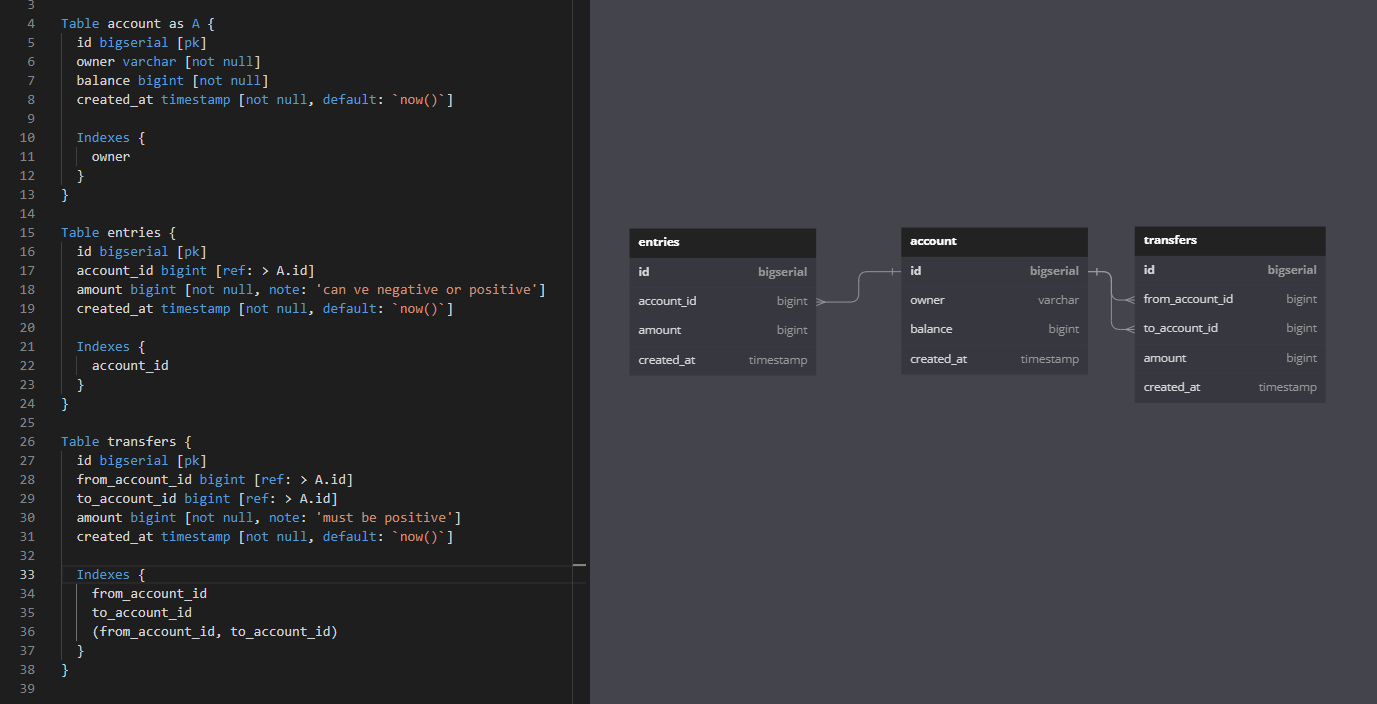 3
4 Table account as A {
5 id bigserial [pk]
6 owner varchar [not null]
7 balance bigint [not null]
8 created_at timestamp [not null, default: `now()`]
9
10 Indexes {
11 owner
12 }
13 }
14
15 Table entries {
16 id bigserial [pk]
17 account_id bigint [ref: > A.id]
18 amount bigint [not null, note: 'can ve negative or positive']
19 created_at timestamp [not null, default: `now()`]
20
21 Indexes {
22 account_id
23 }
24 }
25
26 Table transfers {
27 id bigserial [pk]
28 from_account_id bigint [ref: > A.id]
29 to_account_id bigint [ref: > A.id]
30 amount bigint [not null, note: 'must be positive']
31 created_at timestamp [not null, default: `now()`]
32
33 Indexes {
34 from_account_id
35 to_account_id
36 (from_account_id, to_account_id)
37 }
38 }
39
entries
id bigserial
account_id bigint
amount bigint
created_at timestamp
account
id bigserial
owner varchar
balance bigint
created_at timestamp
transfers
id bigserial
from_account_id bigint
to_account_id bigint
amount bigint
created_at timestamp